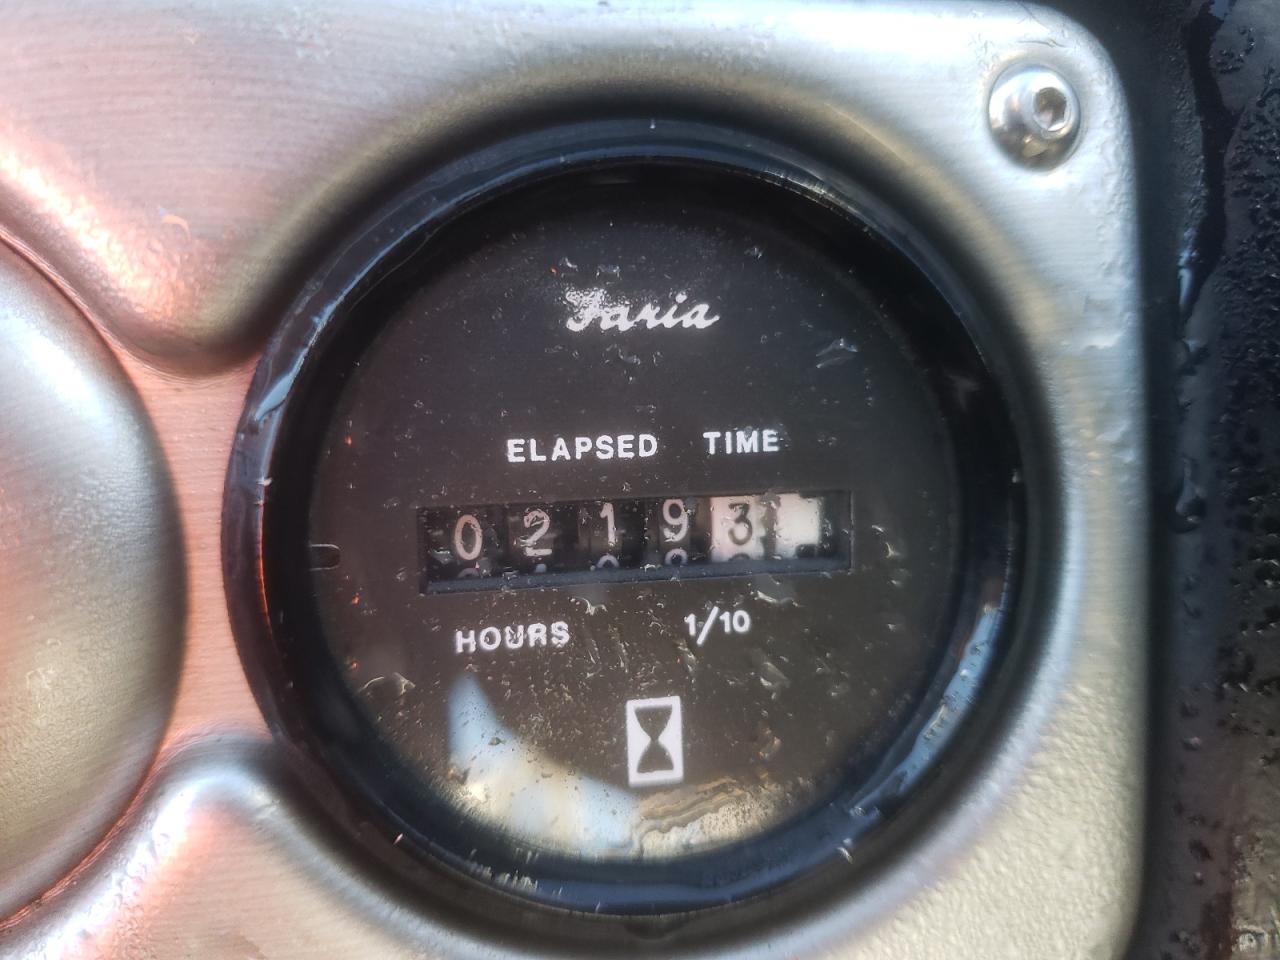 Faria
ELAPSED TIME
02193
HOURS 1/10